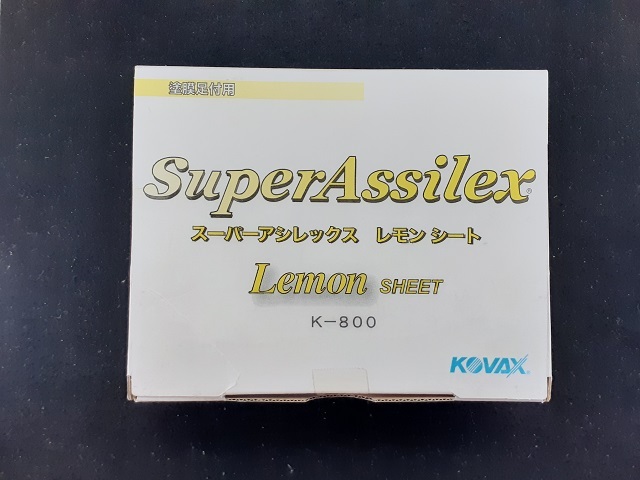 塗膜足付用
SuperAssilex®
スーパーアシレックス レモン シート
Lemon SHEET
K-800
KOVAX®